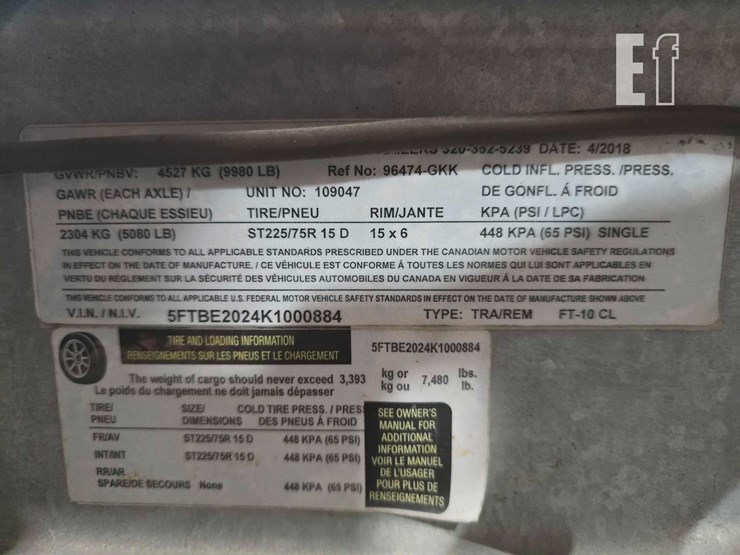 Ef
320-352-5239 DATE: 4/2018
GVWR/PNBV: 4527 KG (9980 LB) Ref No: 96474-GKK COLD INFL. PRESS. /PRESS.
GAWR (EACH AXLE) / UNIT NO: 109047 DE GONFL. Á FROID
PNBE (CHAQUE ESSIEU) TIRE/PNEU RIM/JANTE KPA (PSI / LPC)
2304 KG (5080 LB) ST225/75R 15 D 15 x 6 448 KPA (65 PSI) SINGLE
THIS VEHICLE CONFORMS TO ALL APPLICABLE STANDARDS PRESCRIBED UNDER THE CANADIAN MOTOR VEHICLE SAFETY REGULATIONS
IN EFFECT ON THE DATE OF MANUFACTURE. / CE VÉHICULE EST CONFORME Á TOUTES LES NORMES QUI LUI SONT APPLICABLES EN
VERTU DU RÉGLEMENT SUR LA SÉCURITÉ DES VÉHICULES AUTOMOBILES DU CANADA EN VIGUEUR Á LA DATE DE SA FABRICATION
THIS VEHICLE CONFORMS TO ALL APPLICABLE U.S. FEDERAL MOTOR VEHICLE SAFETY STANDARDS IN EFFECT ON THE DATE OF MANUFACTURE SHOWN ABOVE
V.I.N. / N.I.V. 5FTBE2024K1000884 TYPE: TRA/REM FT-10 CL
TIRE AND LOADING INFORMATION
RENSEIGNEMENTS SUR LES PNEUS ET LE CHARGEMENT
5FTBE2024K1000884
The weight of cargo should never exceed 3,393 kg or 7,480 lbs.
Le poids du chargement ne doit jamais dépasser kg ou lb.
TIRE/ SIZE/ COLD TIRE PRESS. / PRESS
PNEU DIMENSIONS DES PNEUS Á FROID
FR/AV ST225/75R 15 D 448 KPA (65 PSI)
INT/INT ST225/75R 15 D 448 KPA (65 PSI)
RR/AR
SPARE/DE SECOURS None 448 KPA (65 PSI)
SEE OWNER'S
MANUAL FOR
ADDITIONAL
INFORMATION
VOIR LE MANUEL
DE L'USAGER
POUR PLUS DE
RENSEIGNEMENTS